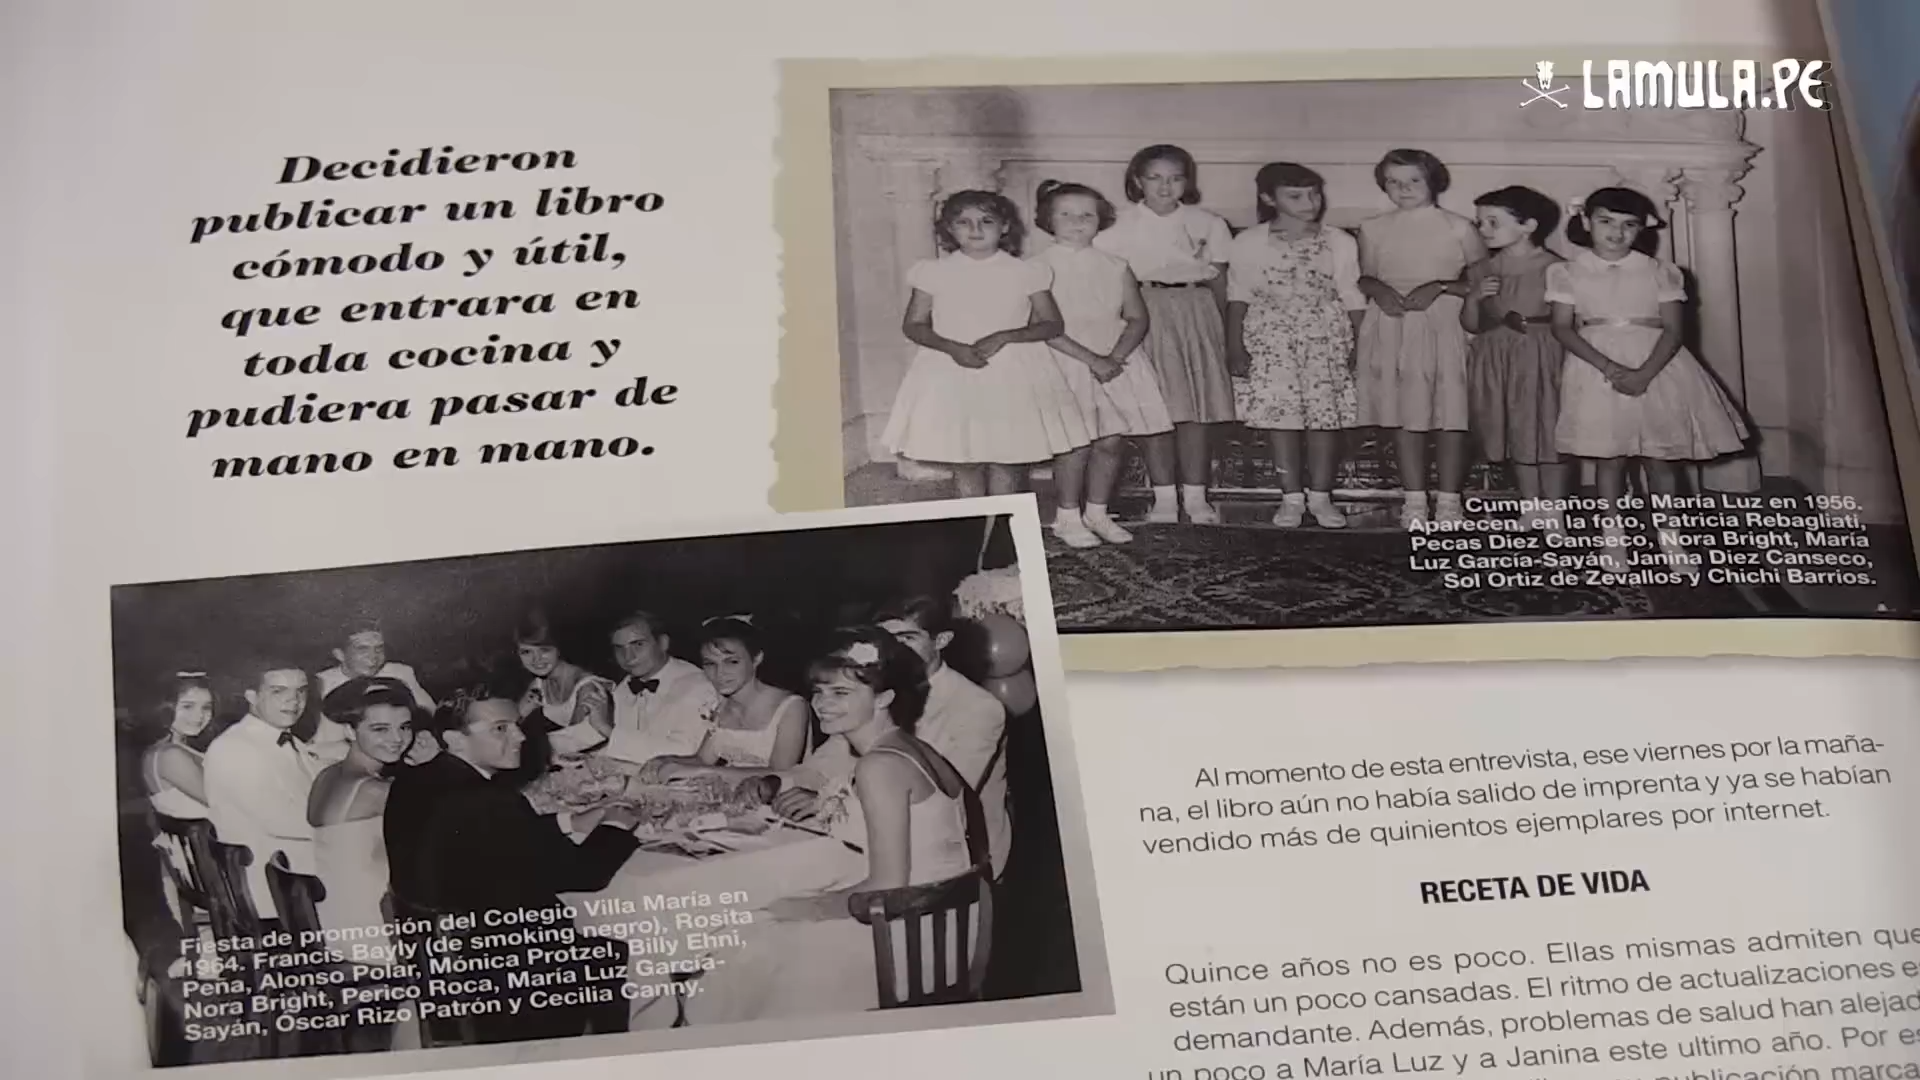 LAMULA.PE
Decidieron
publicar un libro
cómodo y útil,
que entrara en
toda cocina y
pudiera pasar de
mano en mano.
Cumpleaños de María Luz en 1956.
Aparecen, en la foto, Patricia Rebagliati,
Pecas Diez Canseco, Nora Bright, María
Luz García-Sayán, Janina Diez Canseco,
Sol Ortiz de Zevallos y Chichi Barrios.
Fiesta de promoción del Colegio Villa María en
1964. Francis Bayly (de smoking negro), Rosita
Peña, Alonso Polar, Mónica Protzel, Billy Ehni,
Nora Bright, Perico Roca, María Luz García-
Sayán, Óscar Rizo Patrón y Cecilia Canny.
Al momento de esta entrevista, ese viernes por la maña-
na, el libro aún no había salido de imprenta y ya se habían
vendido más de quinientos ejemplares por internet.
RECETA DE VIDA
Quince años no es poco. Ellas mismas admiten que
están un poco cansadas. El ritmo de actualizaciones
demandante. Además, problemas de salud han
un poco a María Luz y a Janina este ultimo año. Por
publicación